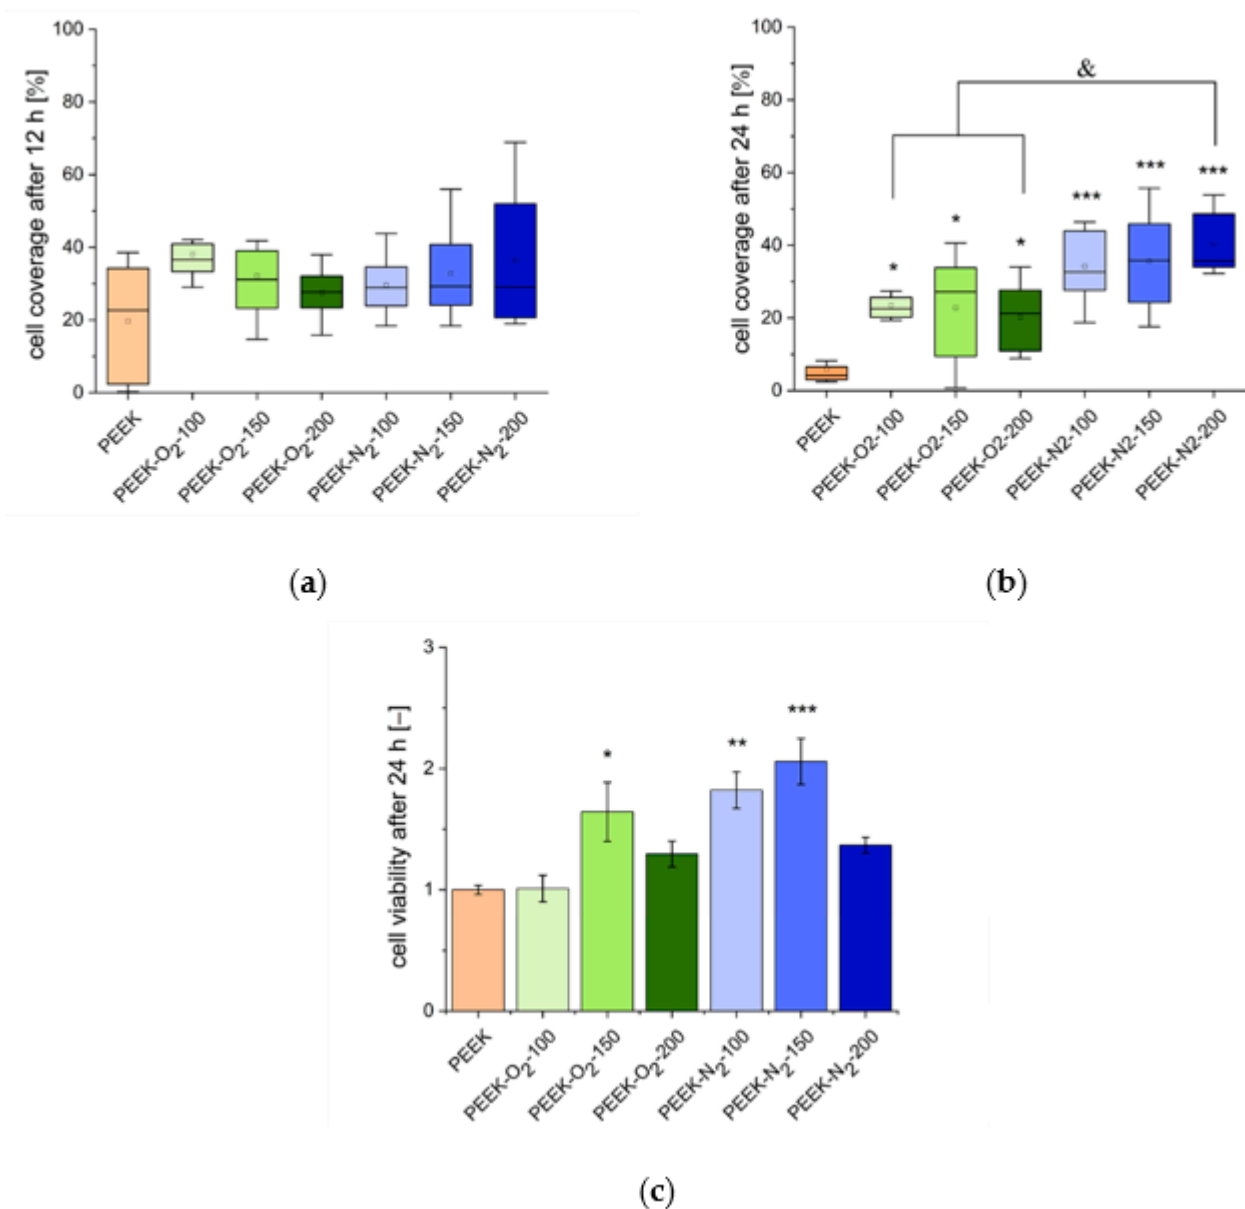 cell coverage after 12 h [%]
100
80
60
40
20
0
PEEK
PEEK-O₂-100
PEEK-O₂-150
PEEK-O₂-200
PEEK-N₂-100
PEEK-N₂-150
PEEK-N₂-200
(a)
cell coverage after 24 h [%]
100
80
60
40
20
0
&
*
*
*
***
***
***
PEEK
PEEK-O2-100
PEEK-O2-150
PEEK-O2-200
PEEK-N2-100
PEEK-N2-150
PEEK-N2-200
(b)
cell viability after 24 h [–]
3
2
1
0
*
**
***
PEEK
PEEK-O₂-100
PEEK-O₂-150
PEEK-O₂-200
PEEK-N₂-100
PEEK-N₂-150
PEEK-N₂-200
(c)